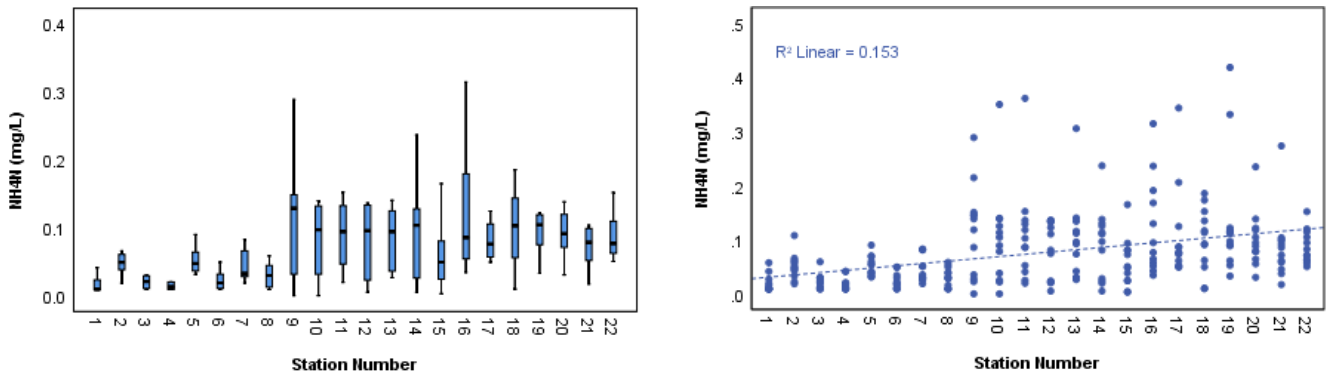 0.4
0.3
0.2
0.1
0.0
NH4N (mg/L)
1 2 3 4 5 6 7 8 9 10 11 12 13 14 15 16 17 18 19 20 21 22
Station Number
R² Linear = 0.153
.5
.4
.3
.2
.1
.0
NH4N (mg/L)
1 2 3 4 5 6 7 8 9 10 11 12 13 14 15 16 17 18 19 20 21 22
Station Number